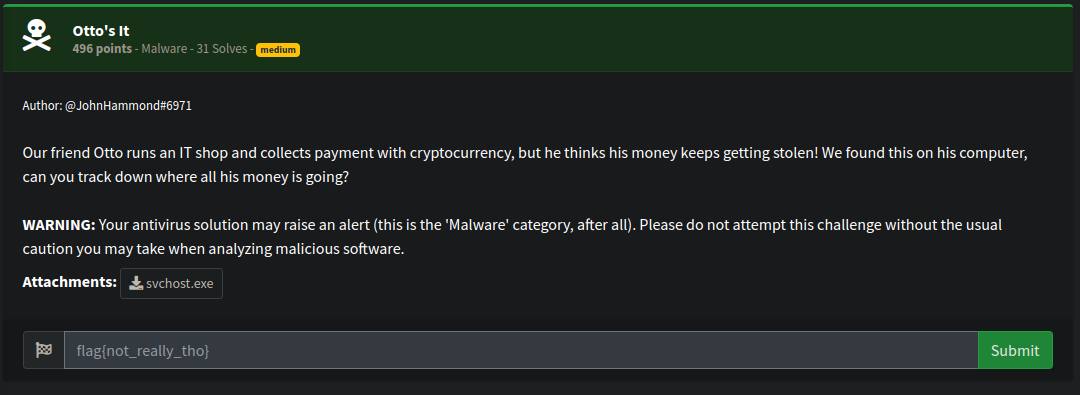 Otto's It
496 points - Malware - 31 Solves - medium
Author: @JohnHammond#6971
Our friend Otto runs an IT shop and collects payment with cryptocurrency, but he thinks his money keeps getting stolen! We found this on his computer,
can you track down where all his money is going?
WARNING: Your antivirus solution may raise an alert (this is the 'Malware' category, after all). Please do not attempt this challenge without the usual
caution you may take when analyzing malicious software.
Attachments: svchost.exe
flag{not_really_tho} Submit